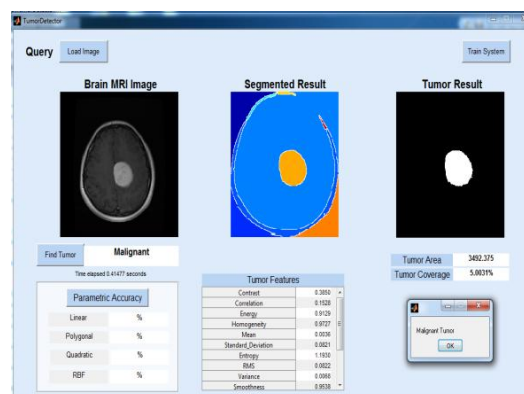 TumorDetector
Query
Load Image
Train System
Brain MRI Image
Segmented Result
Tumor Result
Find Tumor
Malignant
Time elapsed 0.41477 seconds
Parametric Accuracy
Linear %
Polygonal %
Quadratic %
RBF %
Tumor Features
Contrast 0.3850
Correlation 0.1528
Energy 0.9129
Homogeneity 0.9727
Mean 0.0036
Standard_Deviation 0.0821
Entropy 1.1930
RMS 0.0822
Variance 0.0068
Smoothness 0.9538
Tumor Area 3492.375
Tumor Coverage 5.0031%
Malignant Tumor
OK